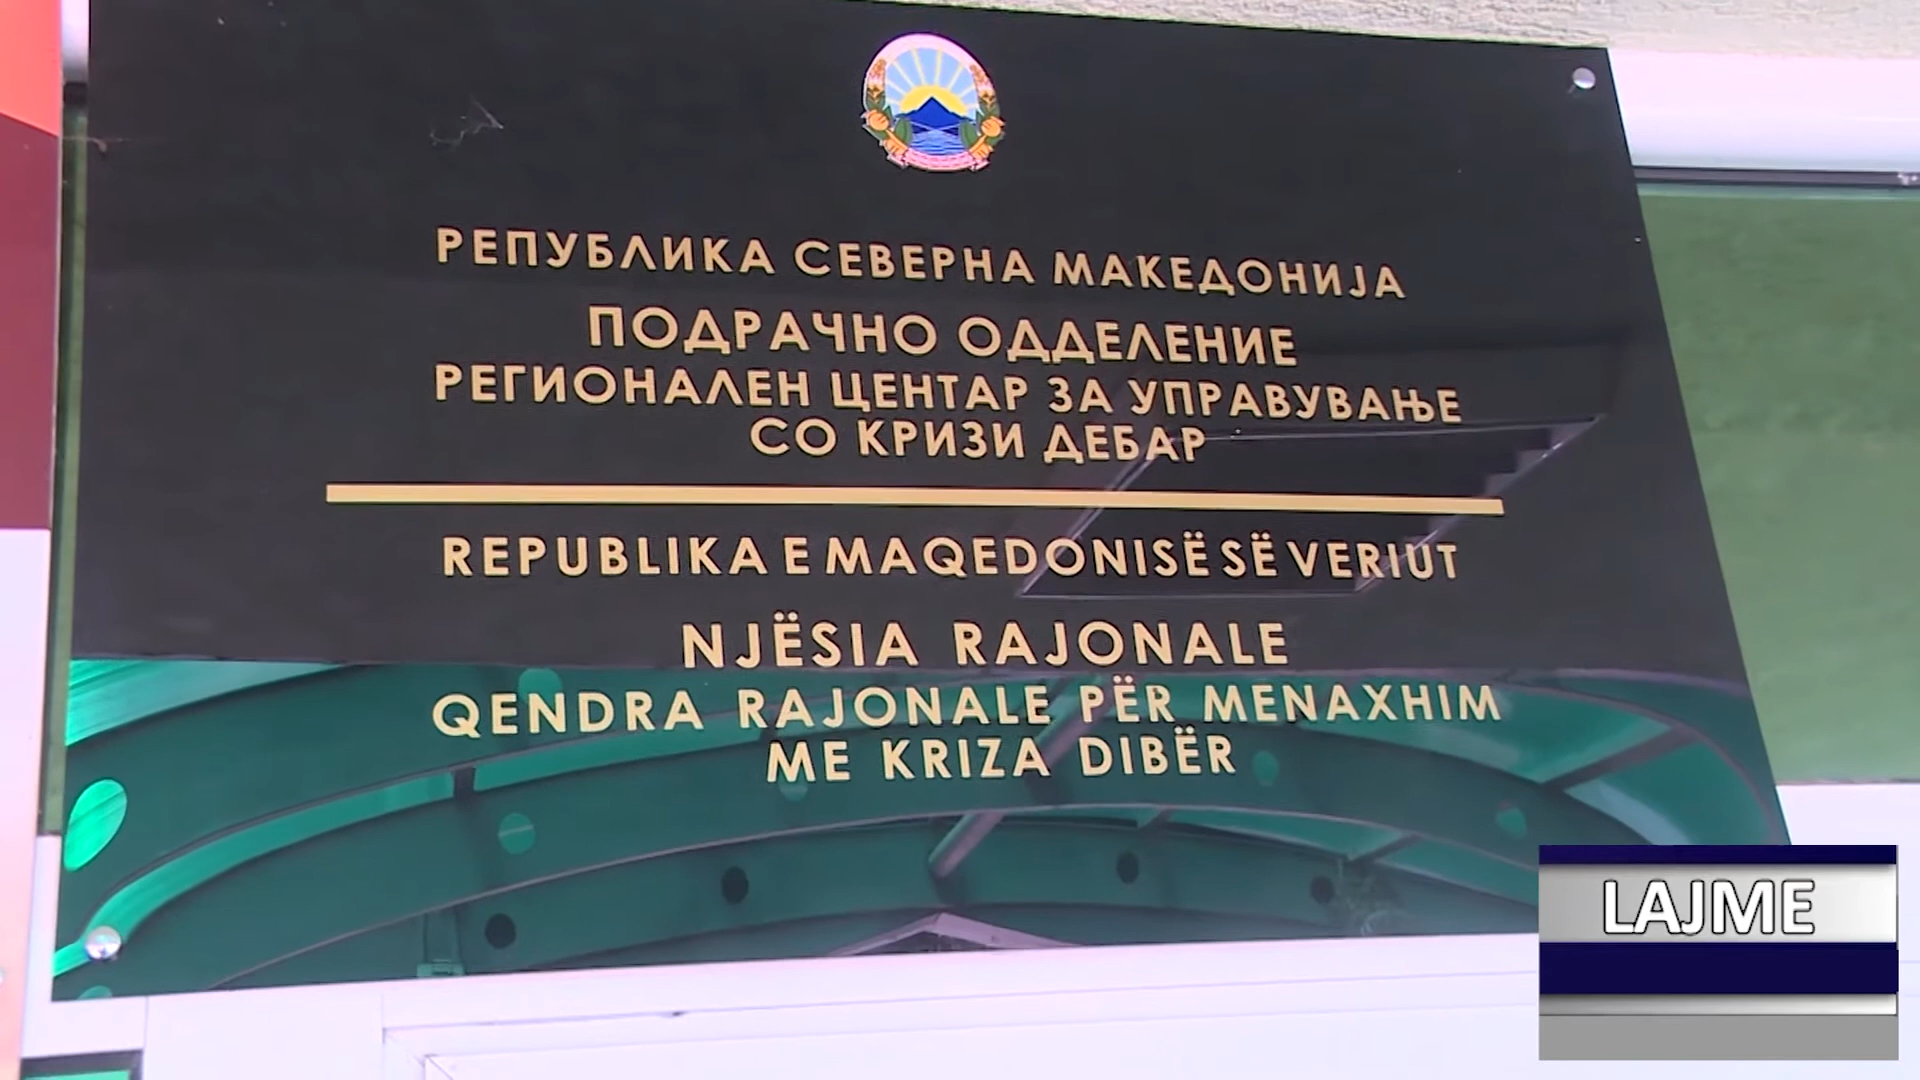 РЕПУБЛИКА СЕВЕРНА МАКЕДОНИЈА
ПОДРАЧНО ОДДЕЛЕНИЕ
РЕГИОНАЛЕН ЦЕНТАР ЗА УПРАВУВАЊЕ
СО КРИЗИ ДЕБАР
REPUBLIKA E MAQEDONISË SË VERIUT
NJËSIA RAJONALE
QENDRA RAJONALE PËR MENAXHIM
ME KRIZA DIBËR
LAJME